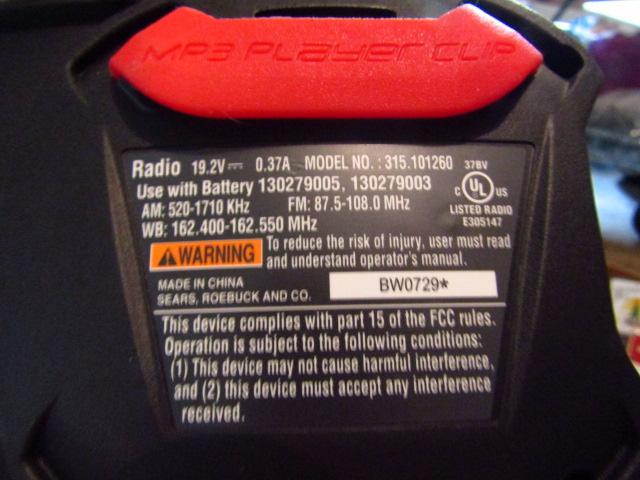 MP3 PLAYER CLIP
Radio 19.2V⎓ 0.37A MODEL NO.: 315.101260 37BV
Use with Battery 130279005, 130279003
AM: 520-1710 KHz FM: 87.5-108.0 MHz
WB: 162.400-162.550 MHz
C UL US
LISTED RADIO
E305147
WARNING To reduce the risk of injury, user must read
and understand operator's manual.
MADE IN CHINA
SEARS, ROEBUCK AND CO.
BW0729*
This device complies with part 15 of the FCC rules.
Operation is subject to the following conditions:
(1) This device may not cause harmful interference,
and (2) this device must accept any interference
received.